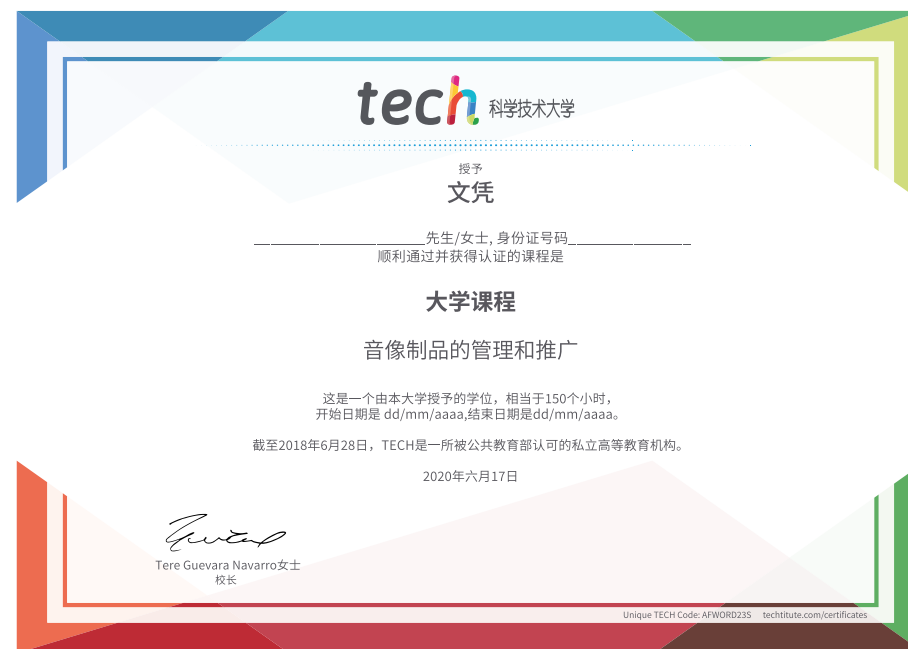 tech 科学技术大学
授予
文凭
______________________先生/女士, 身份证号码________________
顺利通过并获得认证的课程是
大学课程
音像制品的管理和推广
这是一个由本大学授予的学位，相当于150个小时，
开始日期是 dd/mm/aaaa,结束日期是dd/mm/aaaa。
截至2018年6月28日，TECH是一所被公共教育部认可的私立高等教育机构。
2020年六月17日
Tere Guevara Navarro女士
校长
Unique TECH Code: AFWORD23S techtitute.com/certificates